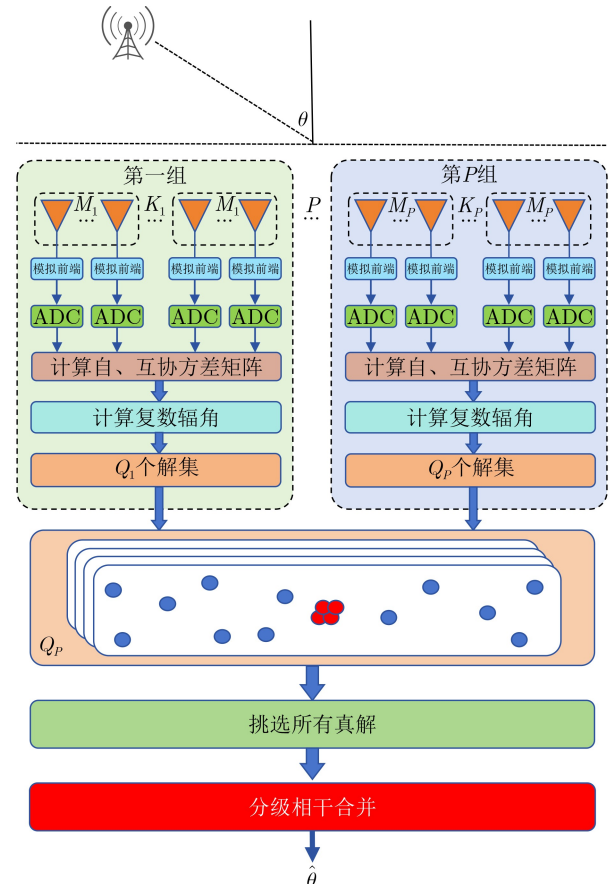 θ
第一组
M₁ K₁ M₁
... ... ...
模拟前端 模拟前端 模拟前端 模拟前端
ADC ADC ADC ADC
计算自、互协方差矩阵
计算复数辐角
Q₁个解集
P
...
第P组
M_P K_P M_P
... ... ...
模拟前端 模拟前端 模拟前端 模拟前端
ADC ADC ADC ADC
计算自、互协方差矩阵
计算复数辐角
Q_P个解集
Q_P
挑选所有真解
分级相干合并
θ̂